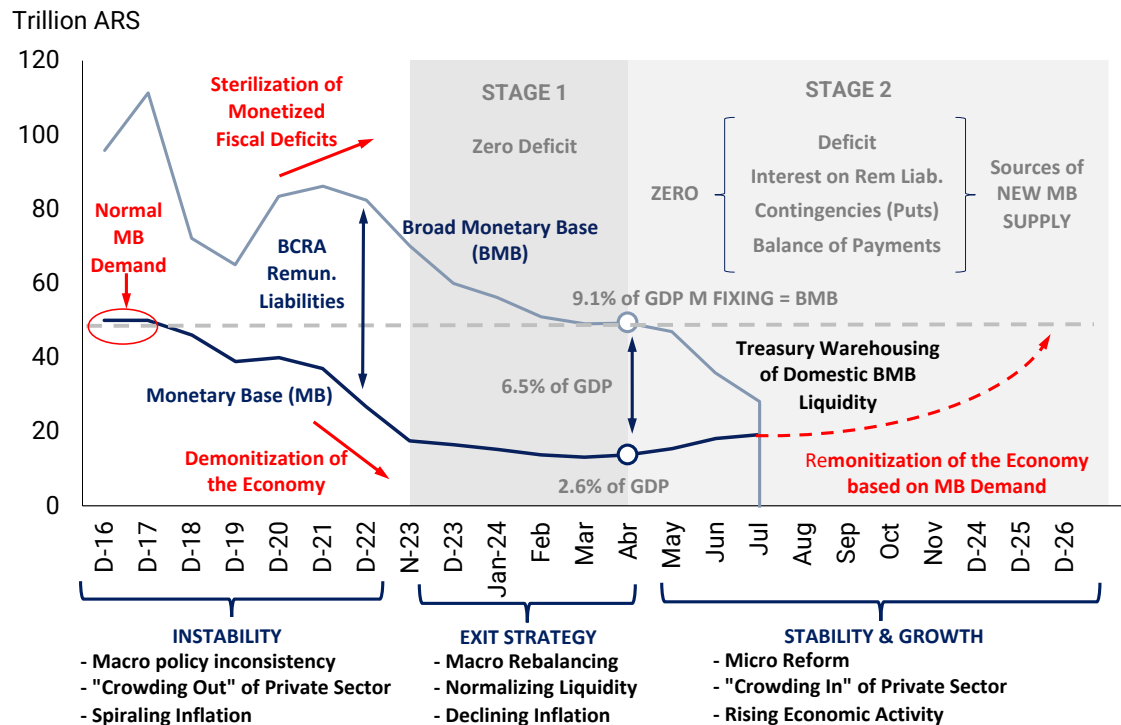 Trillion ARS
120
100
80
60
40
20
0
Sterilization of
Monetized
Fiscal Deficits
Normal
MB
Demand
BCRA
Remun.
Liabilities
Monetary Base (MB)
Demonitization of
the Economy
STAGE 1
Zero Deficit
Broad Monetary Base
(BMB)
STAGE 2
ZERO
Deficit
Interest on Rem Liab.
Contingencies (Puts)
Balance of Payments
Sources of
NEW MB
SUPPLY
9.1% of GDP M FIXING = BMB
6.5% of GDP
2.6% of GDP
Treasury Warehousing
of Domestic BMB
Liquidity
Remonitization of the Economy
based on MB Demand
D-16
D-17
D-18
D-19
D-20
D-21
D-22
N-23
D-23
Jan-24
Feb
Mar
Abr
May
Jun
Jul
Aug
Sep
Oct
Nov
D-24
D-25
D-26
INSTABILITY
- Macro policy inconsistency
- "Crowding Out" of Private Sector
- Spiraling Inflation
EXIT STRATEGY
- Macro Rebalancing
- Normalizing Liquidity
- Declining Inflation
STABILITY & GROWTH
- Micro Reform
- "Crowding In" of Private Sector
- Rising Economic Activity